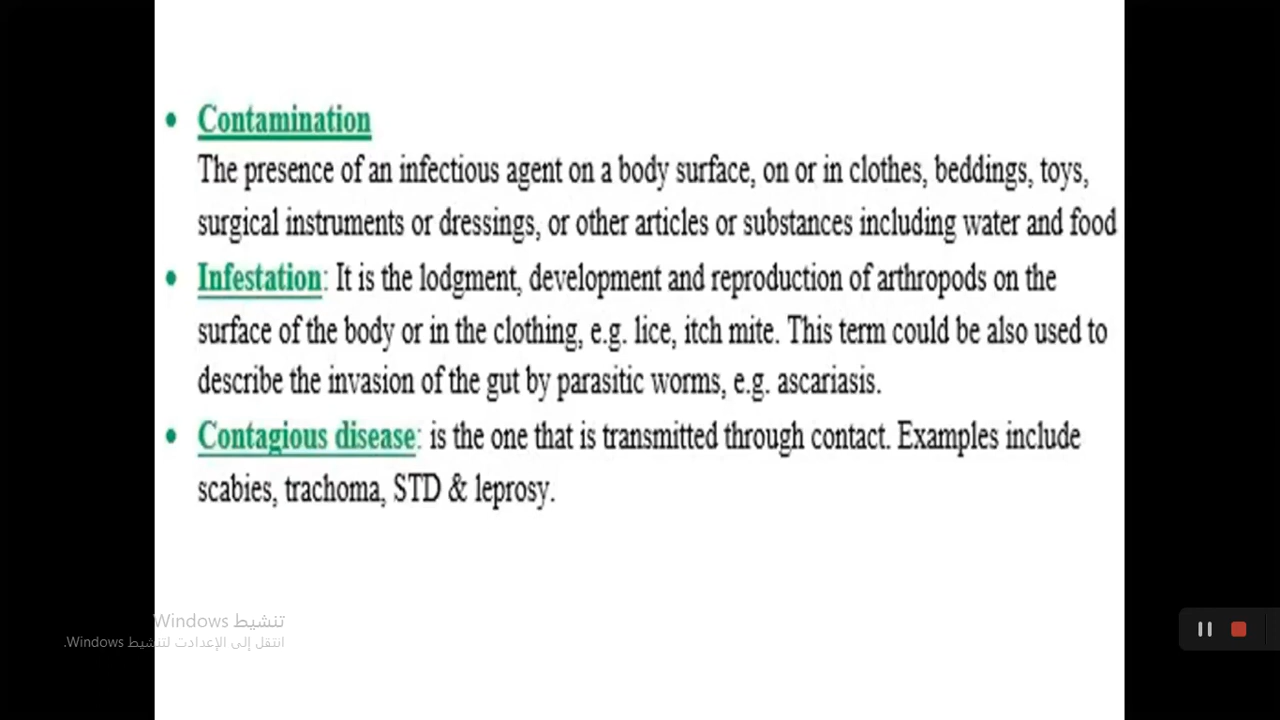 • Contamination
The presence of an infectious agent on a body surface, on or in clothes, beddings, toys,
surgical instruments or dressings, or other articles or substances including water and food
• Infestation: It is the lodgment, development and reproduction of arthropods on the
surface of the body or in the clothing, e.g. lice, itch mite. This term could be also used to
describe the invasion of the gut by parasitic worms, e.g. ascariasis.
• Contagious disease: is the one that is transmitted through contact. Examples include
scabies, trachoma, STD & leprosy.
تنشيط Windows
انتقل إلى الإعدادت لتنشيط Windows.